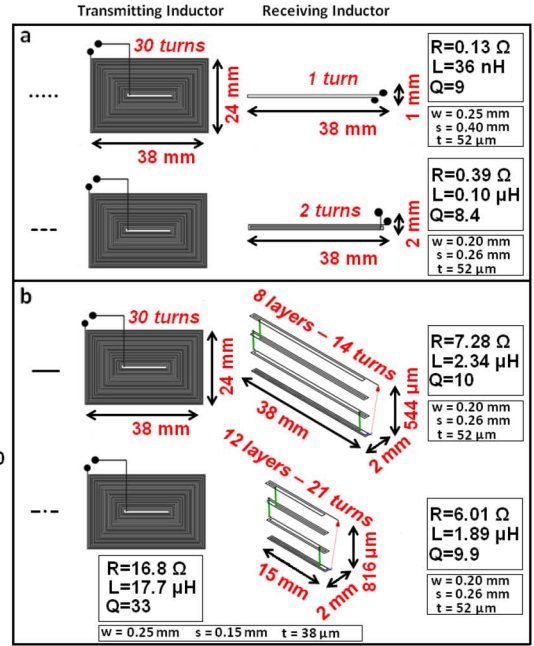 Transmitting Inductor
Receiving Inductor
a
30 turns
24 mm
38 mm
1 turn
1 mm
38 mm
R=0.13 Ω
L=36 nH
Q=9
w = 0.25 mm
s = 0.40 mm
t = 52 µm
2 turns
2 mm
38 mm
R=0.39 Ω
L=0.10 µH
Q=8.4
w = 0.20 mm
s = 0.26 mm
t = 52 µm
b
30 turns
24 mm
38 mm
8 layers – 14 turns
38 mm
2 mm
544 µm
R=7.28 Ω
L=2.34 µH
Q=10
w = 0.20 mm
s = 0.26 mm
t = 52 µm
12 layers – 21 turns
15 mm
2 mm
816 µm
R=6.01 Ω
L=1.89 µH
Q=9.9
w = 0.20 mm
s = 0.26 mm
t = 52 µm
R=16.8 Ω
L=17.7 µH
Q=33
w = 0.25 mm s = 0.15 mm t = 38 µm